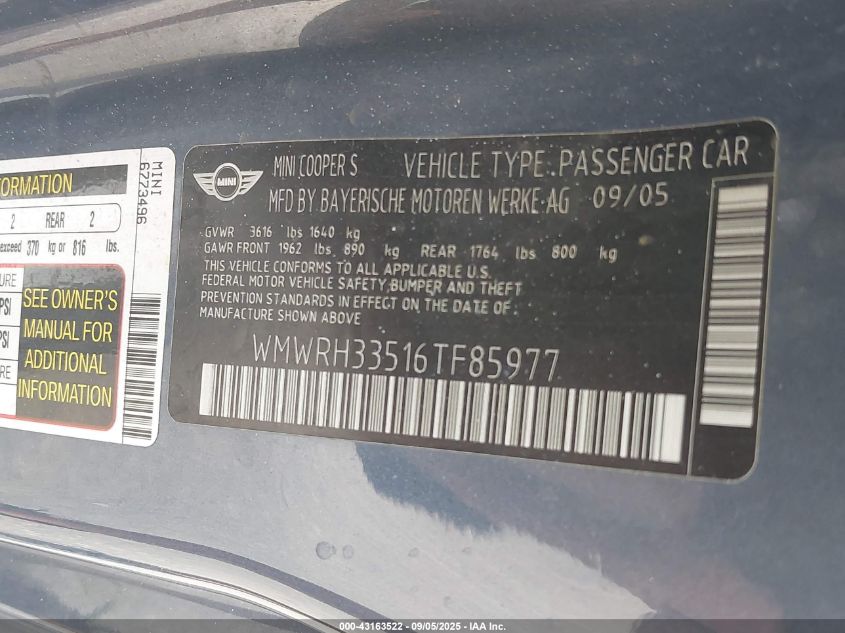 ORMATION
2 REAR 2
exceed 370 kg or 816 lbs.
URE
PSI
PSI
RE
SEE OWNER'S
MANUAL FOR
ADDITIONAL
INFORMATION
MINI
6223496
MINI
MINI COOPER S VEHICLE TYPE:PASSENGER CAR
MFD BY BAYERISCHE MOTOREN WERKE AG 09/05
GVWR 3616 lbs 1640 kg
GAWR FRONT 1962 lbs 890 kg REAR 1764 lbs 800 kg
THIS VEHICLE CONFORMS TO ALL APPLICABLE U.S.
FEDERAL MOTOR VEHICLE SAFETY,BUMPER AND THEFT
PREVENTION STANDARDS IN EFFECT ON THE DATE OF
MANUFACTURE SHOWN ABOVE
WMWRH33516TF85977
000-43163522 - 09/05/2025 - IAA Inc.